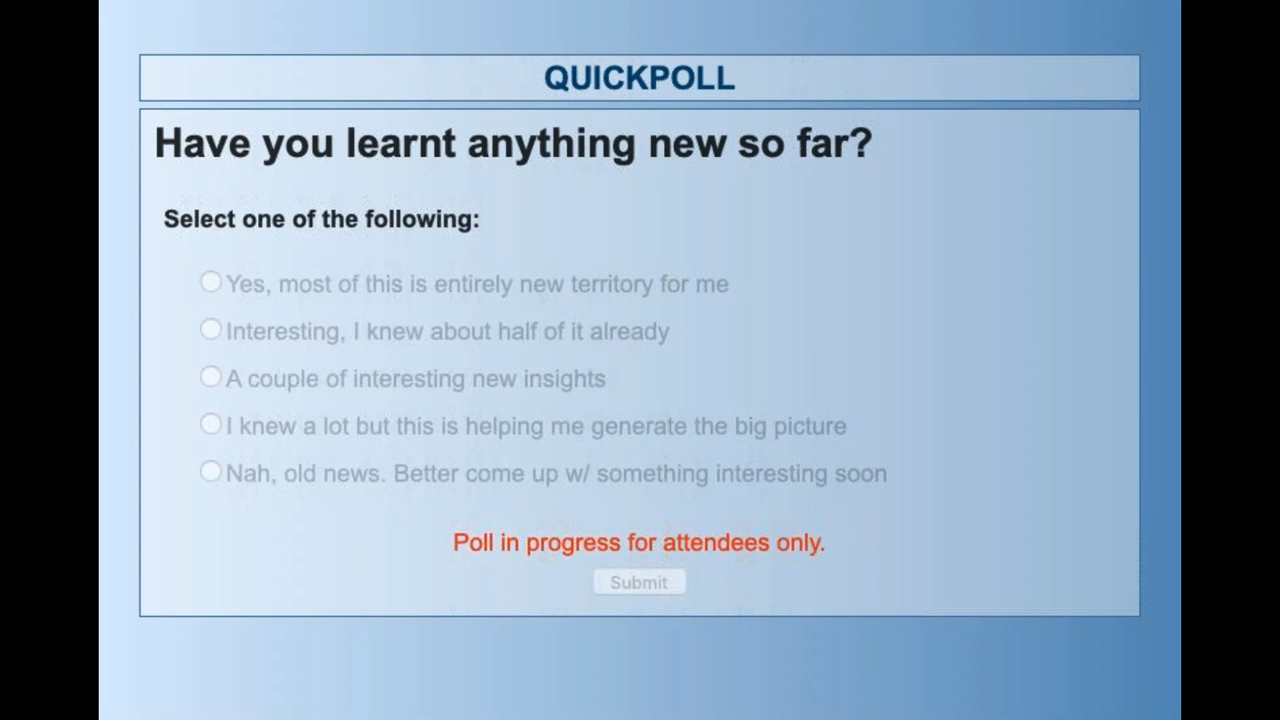 QUICKPOLL
Have you learnt anything new so far?
Select one of the following:
Yes, most of this is entirely new territory for me
Interesting, I knew about half of it already
A couple of interesting new insights
I knew a lot but this is helping me generate the big picture
Nah, old news. Better come up w/ something interesting soon
Poll in progress for attendees only.
Submit